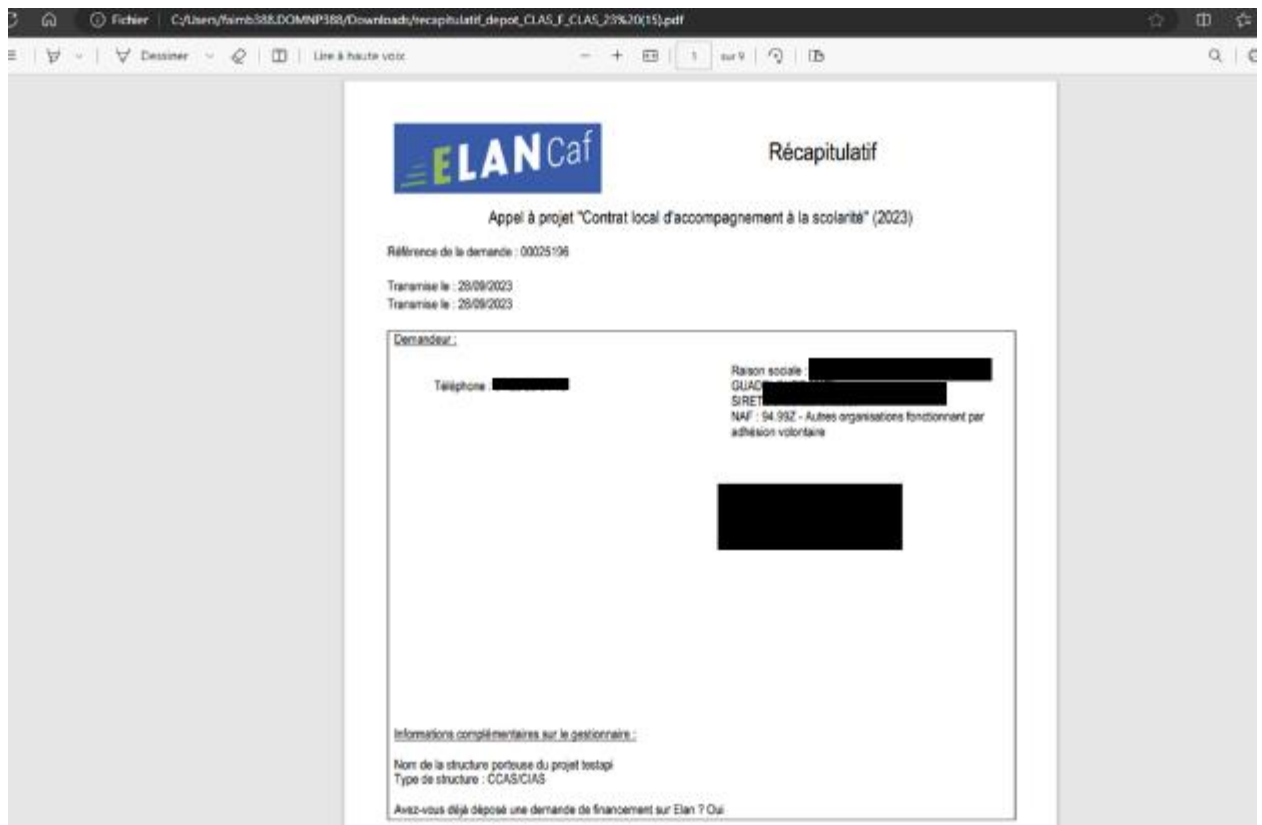 Fichier C:/Users/faimb388.DOMNP388/Downloads/recapitulatif_depot_CLAS_F_CLAS_23%20(15).pdf
Dessiner Lire à haute voix 1 sur 9
ELAN Caf
Récapitulatif
Appel à projet "Contrat local d'accompagnement à la scolarité" (2023)
Référence de la demande : 00025196
Transmise le : 28/09/2023
Transmise le : 28/09/2023
Demandeur :
Téléphone :
Raison sociale :
SIRET
NAF : 94.99Z - Autres organisations fonctionnant par
adhésion volontaire
Informations complémentaires sur le gestionnaire :
Nom de la structure porteuse du projet testapi
Type de structure : CCAS/CIAS
Avez-vous déjà déposé une demande de financement sur Elan ? Oui